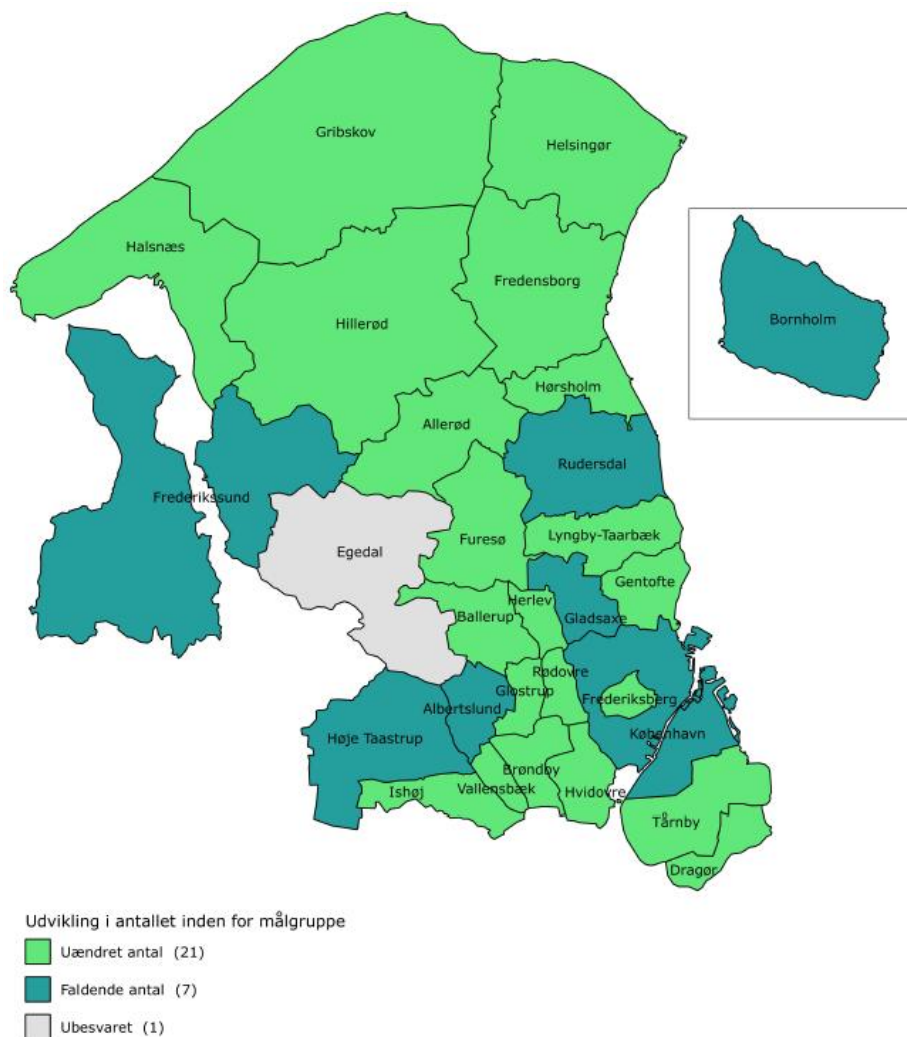 Gribskov
Helsingør
Halsnæs
Fredensborg
Bornholm
Hillerød
Hørsholm
Allerød
Rudersdal
Frederikssund
Lyngby-Taarbæk
Furesø
Egedal
Gentofte
Herlev
Ballerup
Gladsaxe
Rødovre
Glostrup
Frederiksberg
Albertslund
København
Høje Taastrup
Brøndby
Ishøj
Vallensbæk
Hvidovre
Tårnby
Dragør
Udvikling i antallet inden for målgruppe
Uændret antal (21)
Faldende antal (7)
Ubesvaret (1)